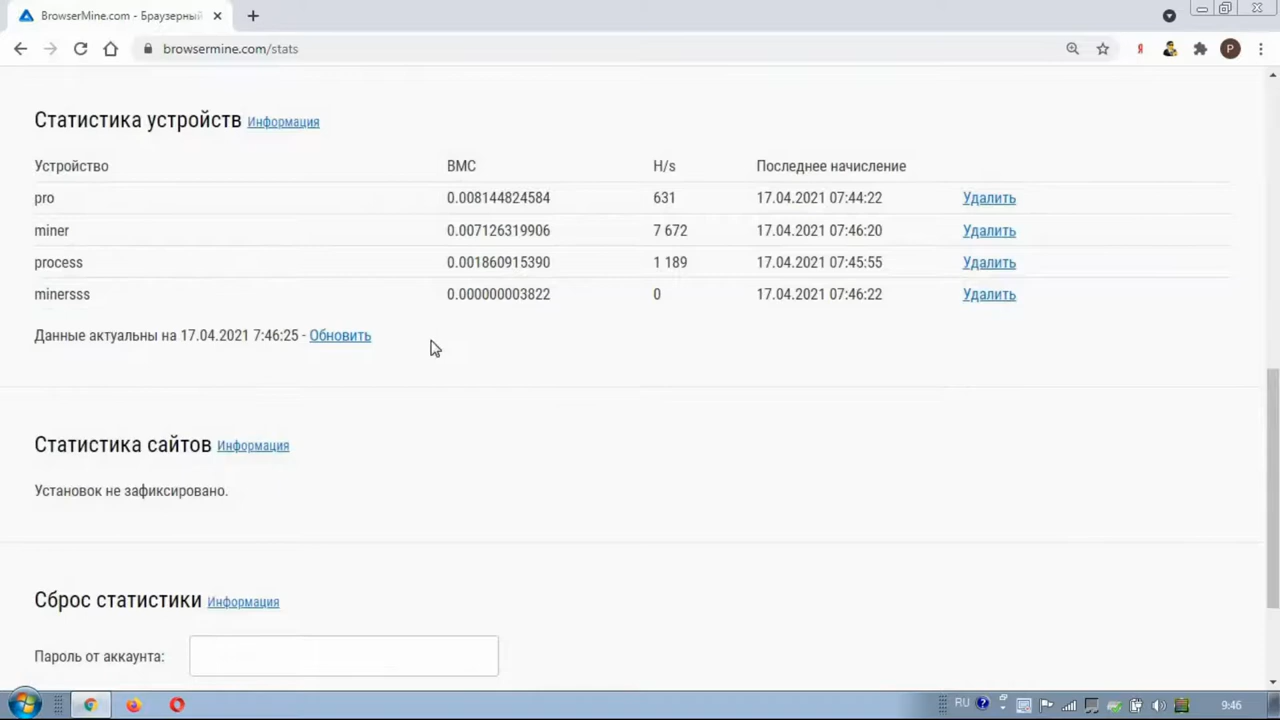 BrowserMine.com - Браузерный
browsermine.com/stats
Я
P
Статистика устройств Информация
Устройство BMC H/s Последнее начисление
pro 0.008144824584 631 17.04.2021 07:44:22 Удалить
miner 0.007126319906 7 672 17.04.2021 07:46:20 Удалить
process 0.001860915390 1 189 17.04.2021 07:45:55 Удалить
minersss 0.000000003822 0 17.04.2021 07:46:22 Удалить
Данные актуальны на 17.04.2021 7:46:25 - Обновить
Статистика сайтов Информация
Установок не зафиксировано.
Сброс статистики Информация
Пароль от аккаунта:
RU 9:46